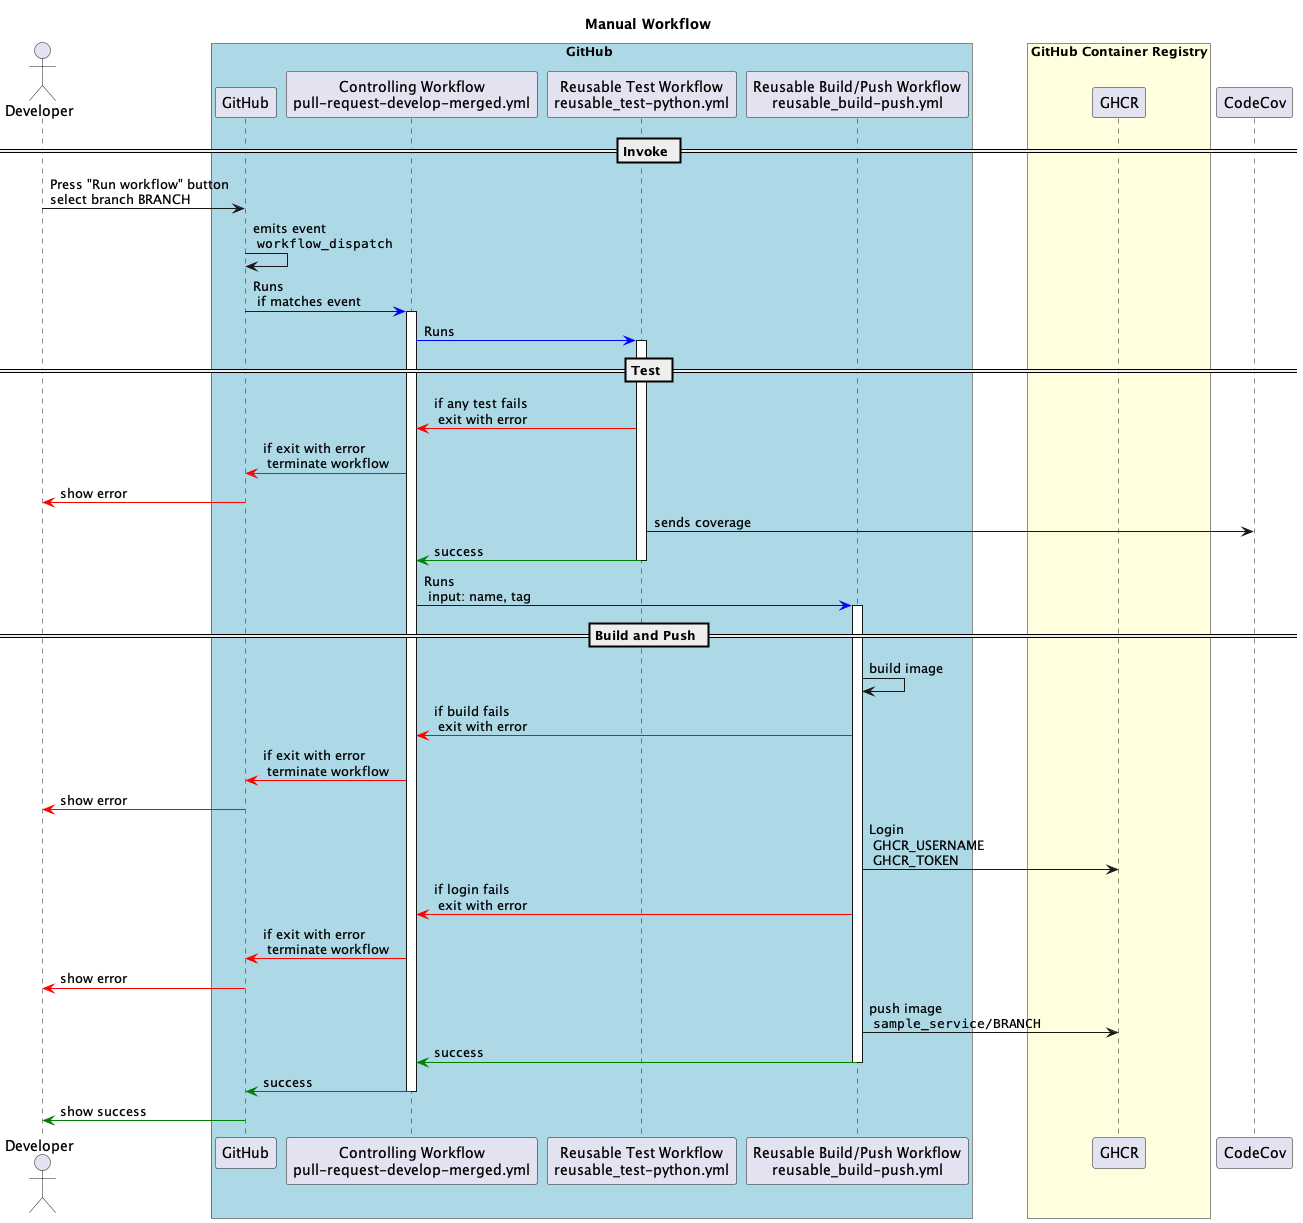 Manual Workflow
GitHub
GitHub Container Registry
Developer
GitHub
Controlling Workflow
pull-request-develop-merged.yml
Reusable Test Workflow
reusable_test-python.yml
Reusable Build/Push Workflow
reusable_build-push.yml
GHCR
CodeCov
Invoke
Press "Run workflow" button
select branch BRANCH
emits event
workflow_dispatch
Runs
if matches event
Runs
Test
if any test fails
exit with error
if exit with error
terminate workflow
show error
sends coverage
success
Runs
input: name, tag
Build and Push
build image
if build fails
exit with error
if exit with error
terminate workflow
show error
Login
GHCR_USERNAME
GHCR_TOKEN
if login fails
exit with error
if exit with error
terminate workflow
show error
push image
sample_service/BRANCH
success
success
show success
Developer
GitHub
Controlling Workflow
pull-request-develop-merged.yml
Reusable Test Workflow
reusable_test-python.yml
Reusable Build/Push Workflow
reusable_build-push.yml
GHCR
CodeCov